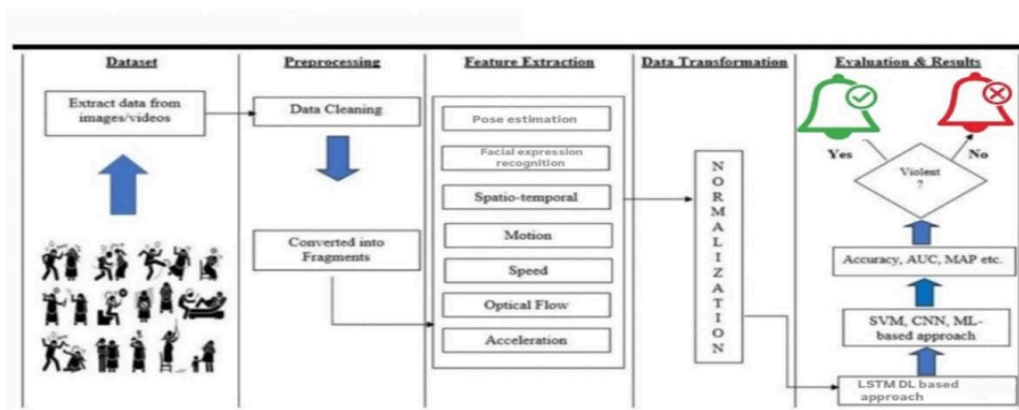 Dataset
Preprocessing
Feature Extraction
Data Transformation
Evaluation & Results
Extract data from
images/videos
Data Cleaning
Converted into
Fragments
Pose estimation
Facial expression
recognition
Spatio-temporal
Motion
Speed
Optical Flow
Acceleration
N
O
R
M
A
L
I
Z
A
T
I
O
N
Yes
No
Violent
?
Accuracy, AUC, MAP etc.
SVM, CNN, ML-
based approach
LSTM DL based
approach